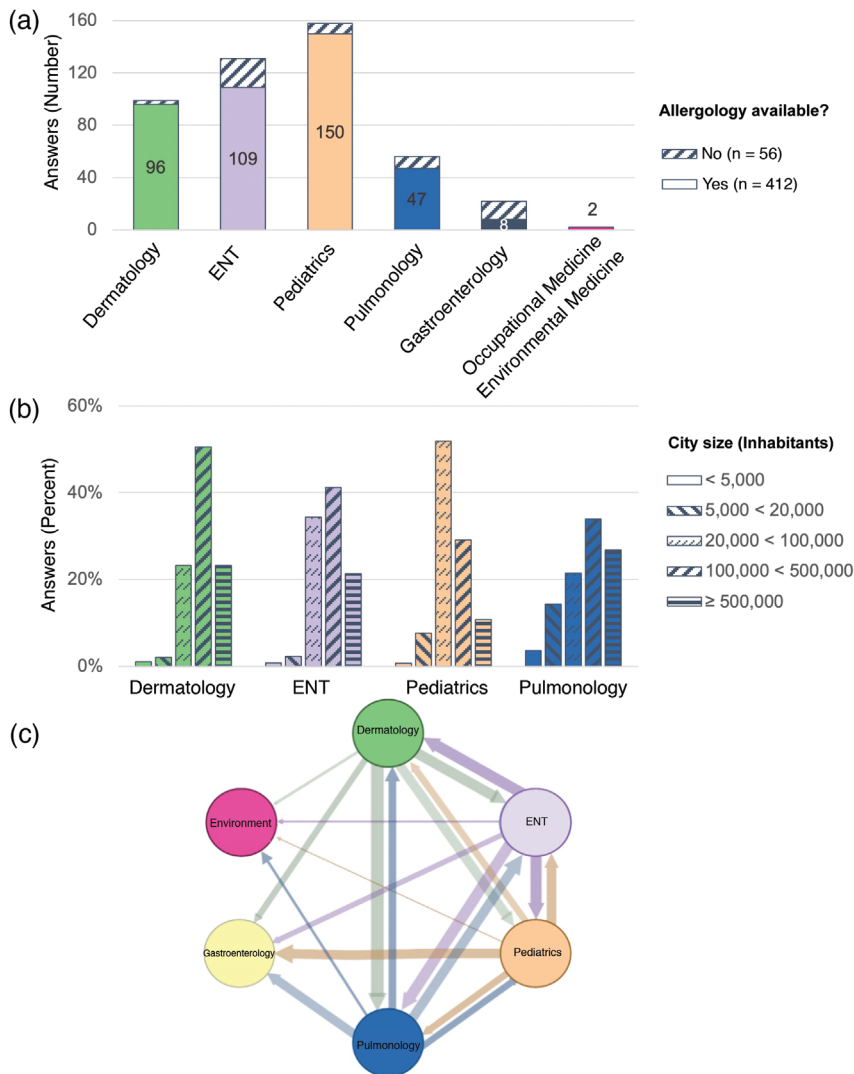 (a)
160
120
80
40
0
Answers (Number)
96
109
150
47
8
2
Dermatology
ENT
Pediatrics
Pulmonology
Gastroenterology
Occupational Medicine
Environmental Medicine
Allergology available?
No (n = 56)
Yes (n = 412)
(b)
60%
40%
20%
0%
Answers (Percent)
Dermatology
ENT
Pediatrics
Pulmonology
City size (Inhabitants)
< 5,000
5,000 < 20,000
20,000 < 100,000
100,000 < 500,000
≥ 500,000
(c)
Dermatology
Environment
ENT
Gastroenterology
Pediatrics
Pulmonology